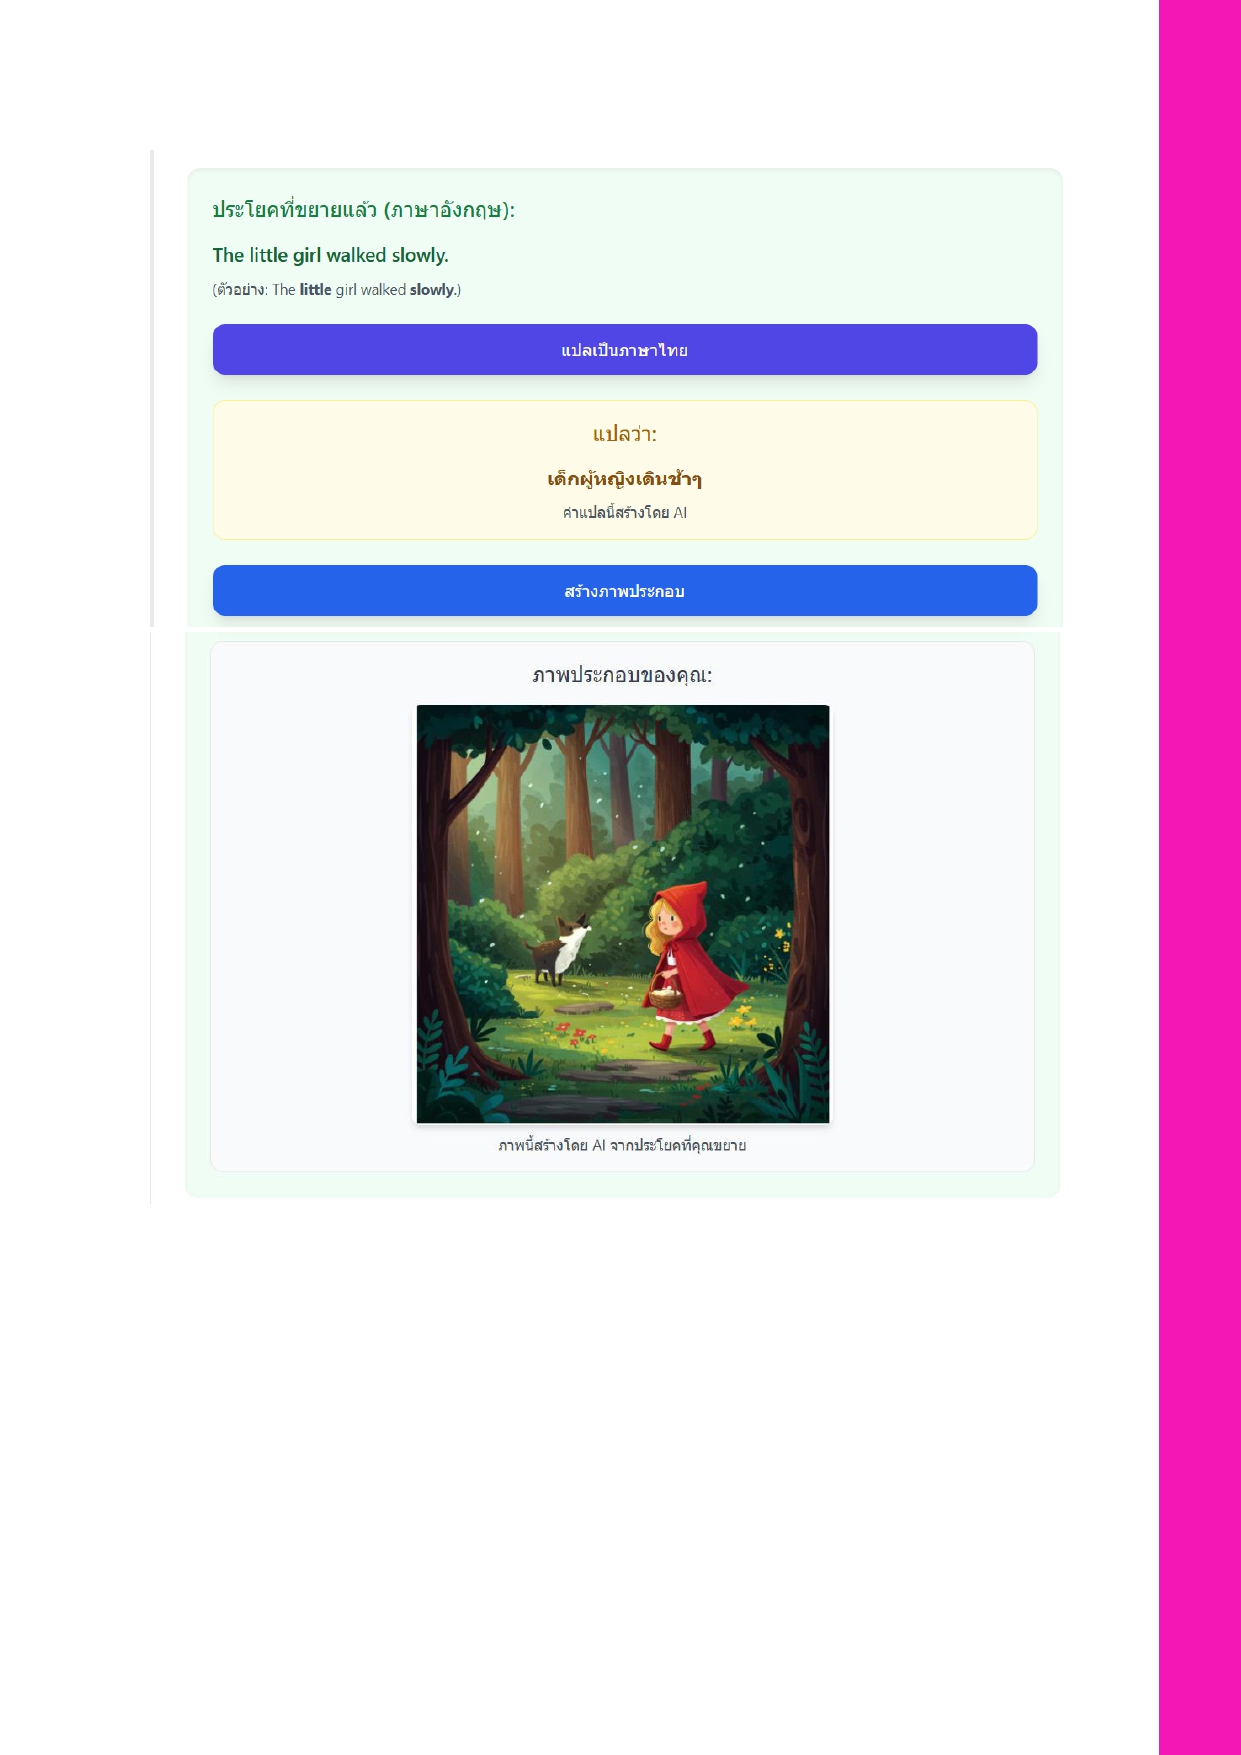 ประโยคที่ขยายแล้ว (ภาษาอังกฤษ):
The little girl walked slowly.
(ตัวอย่าง: The little girl walked slowly.)
แปลเป็นภาษาไทย
แปลว่า:
เด็กผู้หญิงเดินช้าๆ
คำแปลนี้สร้างโดย AI
สร้างภาพประกอบ
ภาพประกอบของคุณ:
ภาพนี้สร้างโดย AI จากประโยคที่คุณขยาย